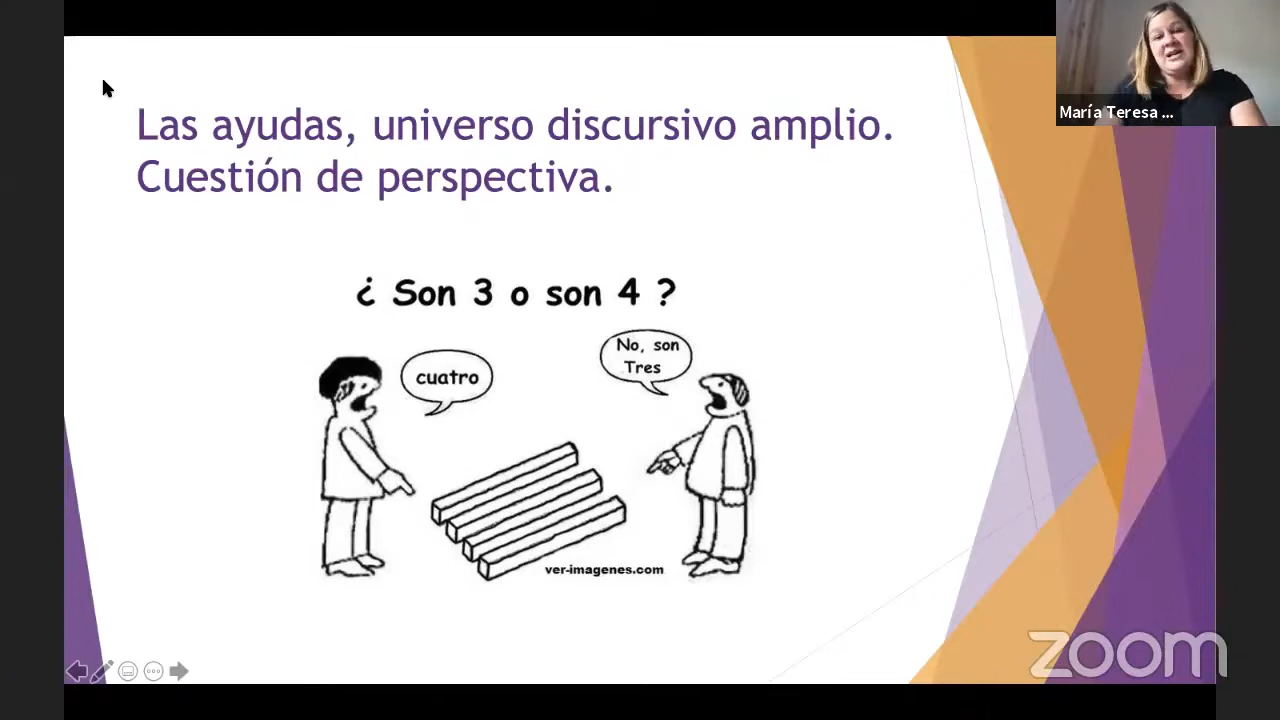 María Teresa ...
Las ayudas, universo discursivo amplio.
Cuestión de perspectiva.
¿ Son 3 o son 4 ?
cuatro
No, son
Tres
ver-imagenes.com
zoom